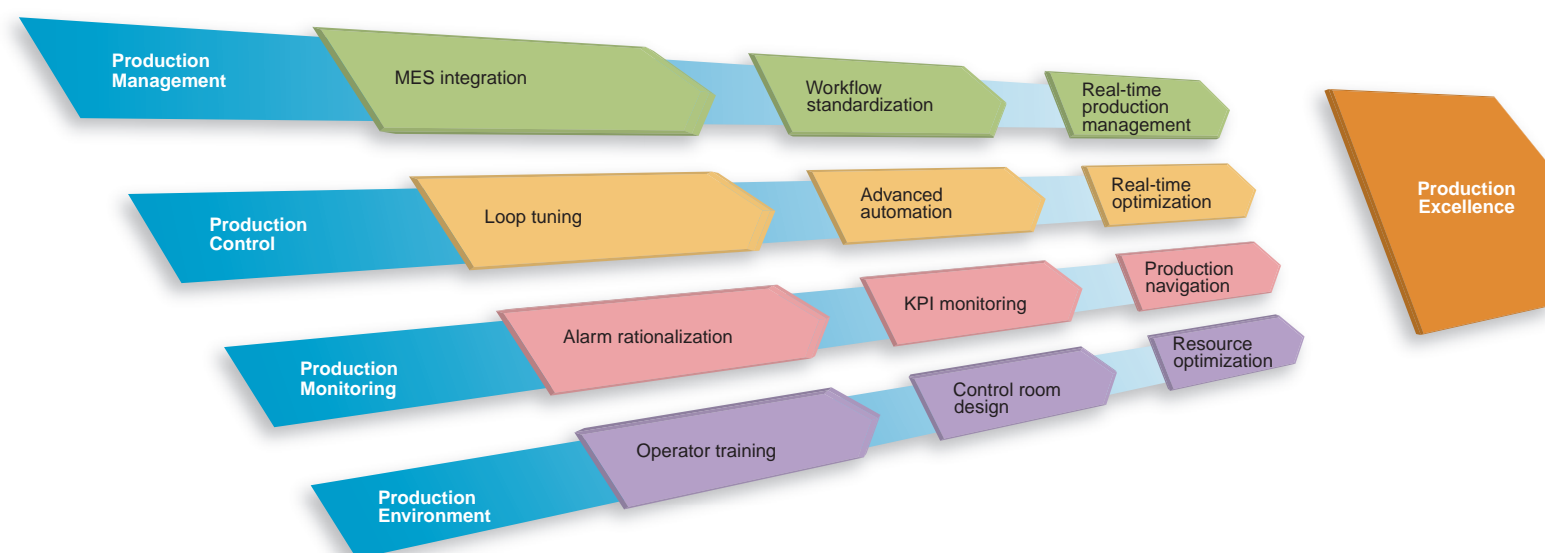 Production
Management
MES integration
Workflow
standardization
Real-time
production
management
Production
Control
Loop tuning
Advanced
automation
Real-time
optimization
Production
Excellence
Production
Monitoring
Alarm rationalization
KPI monitoring
Production
navigation
Production
Environment
Operator training
Control room
design
Resource
optimization